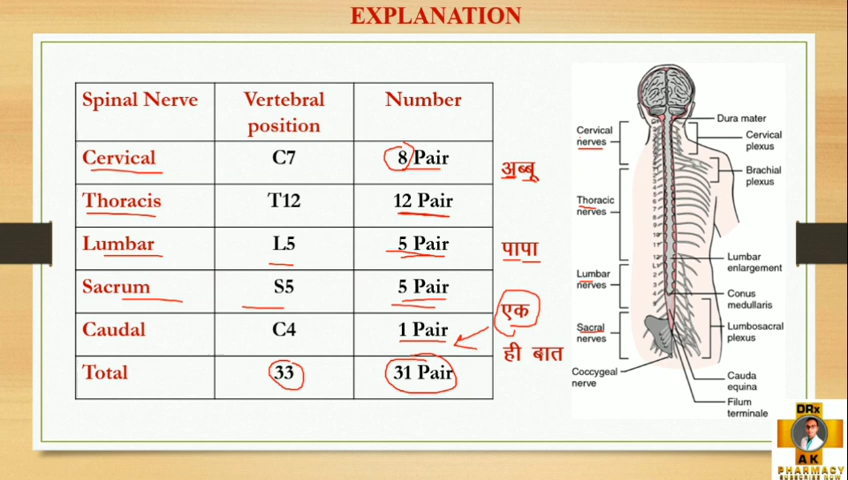 EXPLANATION
Spinal Nerve Vertebral position Number
Cervical C7 8 Pair
Thoracis T12 12 Pair
Lumbar L5 5 Pair
Sacrum S5 5 Pair
Caudal C4 1 Pair
Total 33 31 Pair
अब्बू
पापा
एक
ही बात
Cervical
nerves
Thoracic
nerves
Lumbar
nerves
Sacral
nerves
Coccygeal
nerve
Dura mater
Cervical
plexus
Brachial
plexus
Lumbar
enlargement
Conus
medullaris
Lumbosacral
plexus
Cauda
equina
Filum
terminale
DRx
AK
PHARMACY
SUBSCRIBE NOW